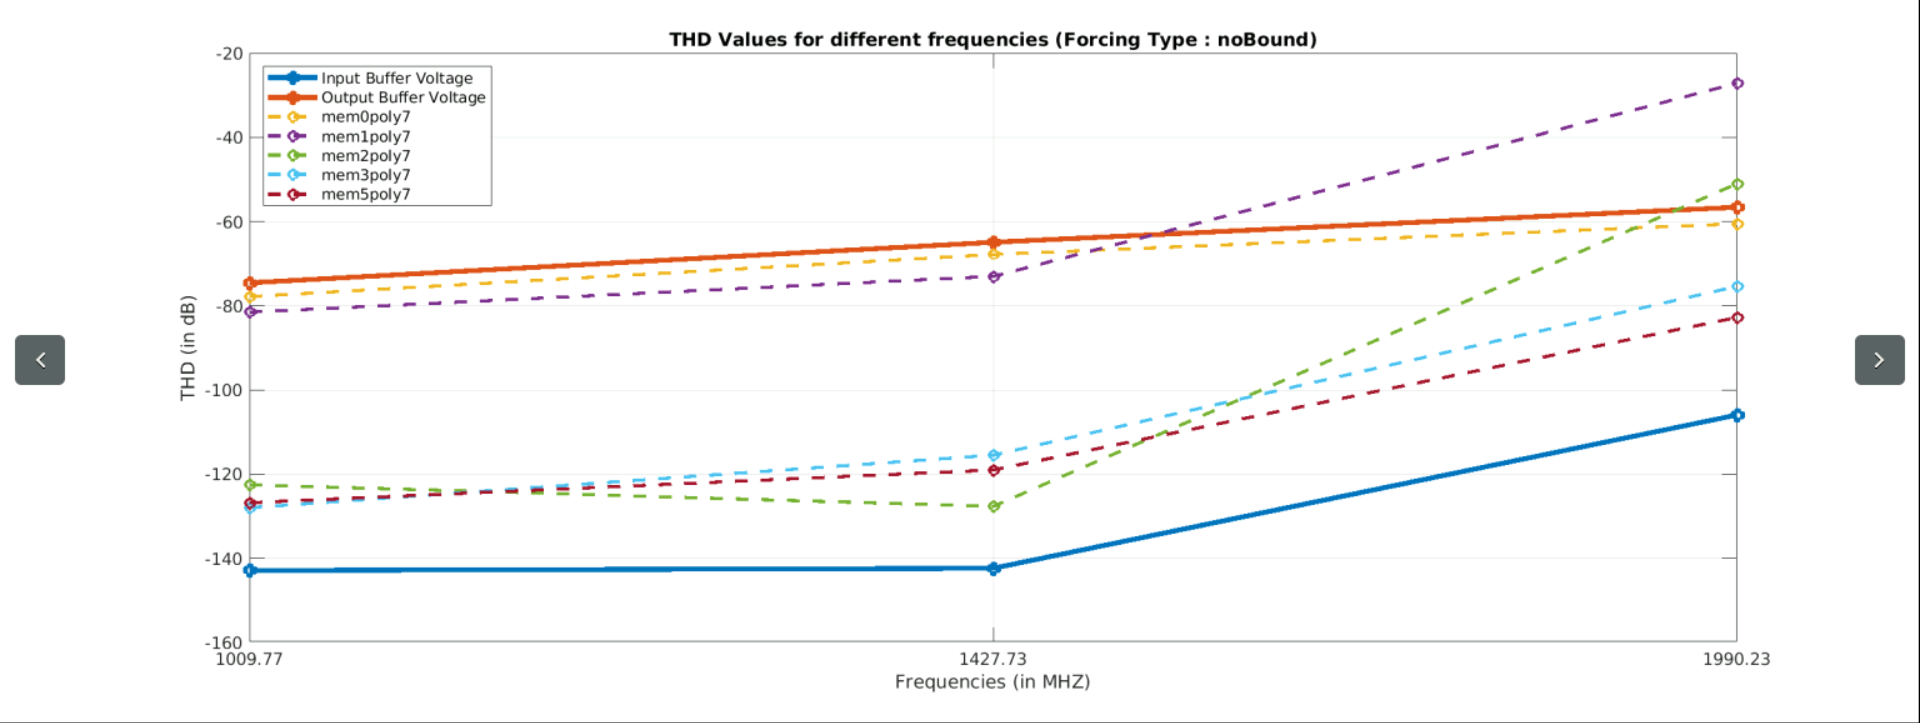 THD Values for different frequencies (Forcing Type : noBound)
-20
-40
-60
-80
-100
-120
-140
-160
THD (in dB)
Input Buffer Voltage
Output Buffer Voltage
mem0poly7
mem1poly7
mem2poly7
mem3poly7
mem5poly7
1009.77 1427.73 1990.23
Frequencies (in MHZ)